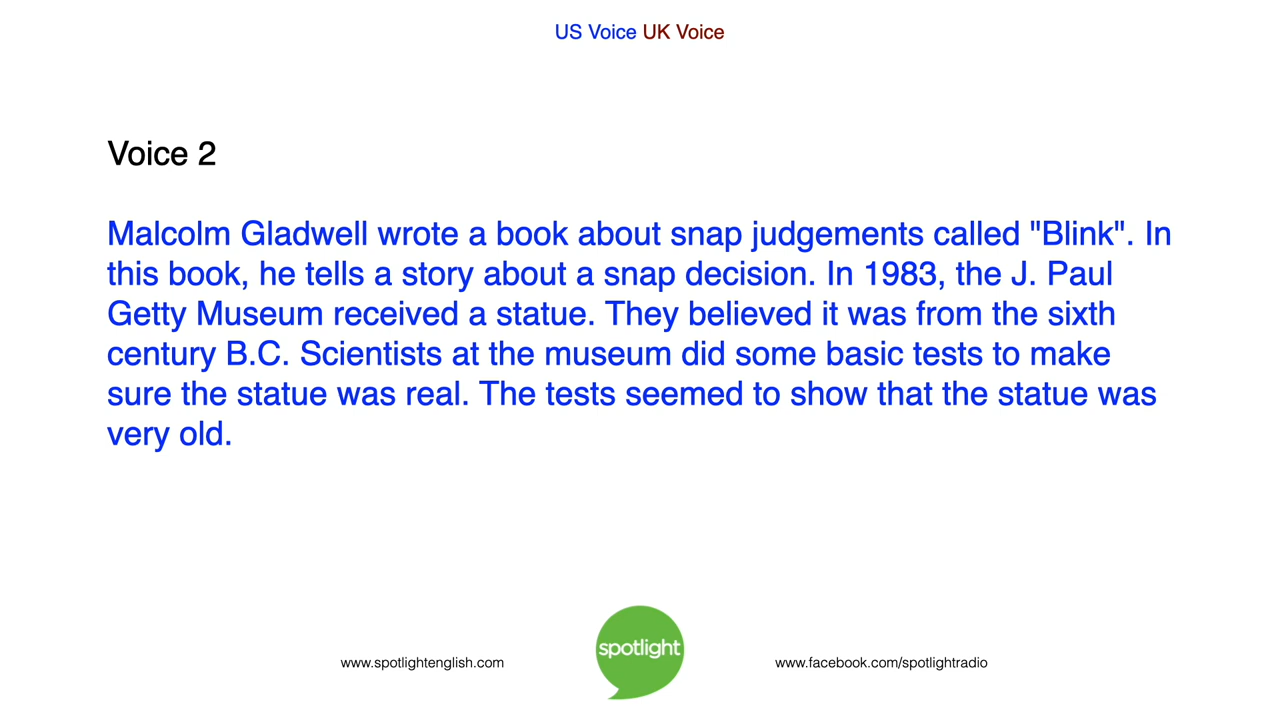 US Voice UK Voice
Voice 2
Malcolm Gladwell wrote a book about snap judgements called "Blink". In
this book, he tells a story about a snap decision. In 1983, the J. Paul
Getty Museum received a statue. They believed it was from the sixth
century B.C. Scientists at the museum did some basic tests to make
sure the statue was real. The tests seemed to show that the statue was
very old.
www.spotlightenglish.com
spotlight
www.facebook.com/spotlightradio